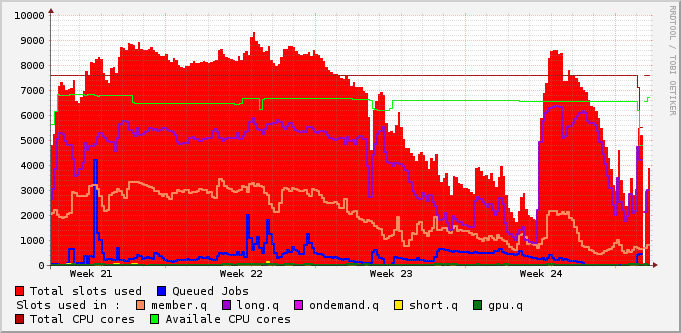 10000
9000
8000
7000
6000
5000
4000
3000
2000
1000
0
Week 21 Week 22 Week 23 Week 24
Total slots used Queued Jobs
Slots used in : member.q long.q ondemand.q short.q gpu.q
Total CPU cores Availale CPU cores
RRDTOOL / TOBI OETIKER